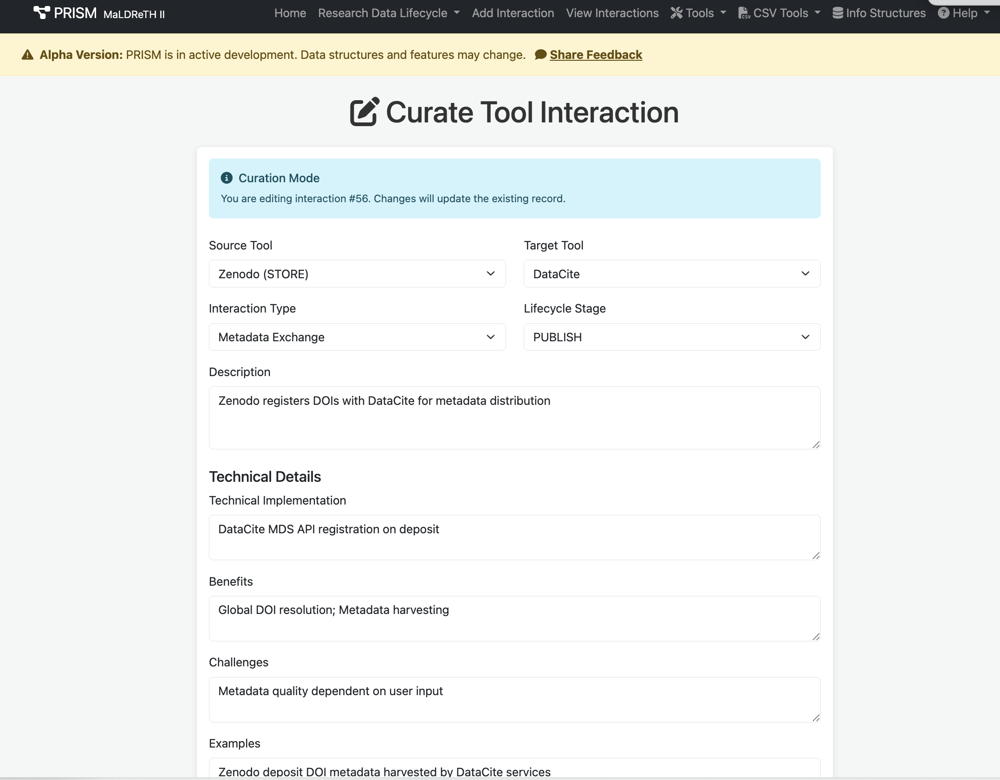 PRISM MaLDReTH II
Home Research Data Lifecycle Add Interaction View Interactions Tools CSV CSV Tools Info Structures Help
Alpha Version: PRISM is in active development. Data structures and features may change. Share Feedback
Curate Tool Interaction
Curation Mode
You are editing interaction #56. Changes will update the existing record.
Source Tool
Zenodo (STORE)
Target Tool
DataCite
Interaction Type
Metadata Exchange
Lifecycle Stage
PUBLISH
Description
Zenodo registers DOIs with DataCite for metadata distribution
Technical Details
Technical Implementation
DataCite MDS API registration on deposit
Benefits
Global DOI resolution; Metadata harvesting
Challenges
Metadata quality dependent on user input
Examples
Zenodo deposit DOI metadata harvested by DataCite services